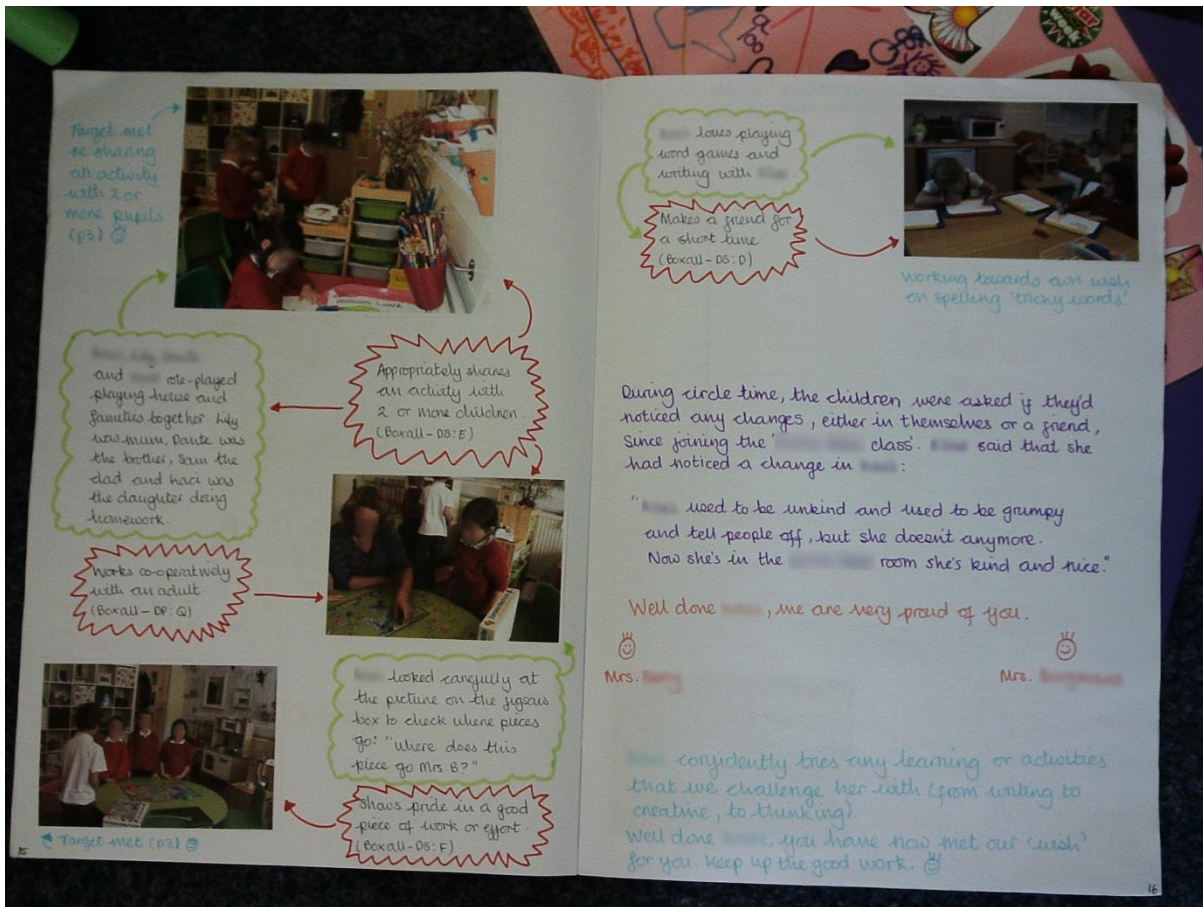 Target met
re sharing
an activity
with 2 or
more pupils
(p3)
and role-played
playing house and
families together. Lily
was mum, Dante was
the brother, Sam the
dad and was
the daughter doing
homework.
Appropriately shares
an activity with
2 or more children.
(Boxall - DS: E)
Works co-operatively
with an adult.
(Boxall - DP: Q)
looked carefully at
the picture on the jigsaw
box to check where pieces
go: "Where does this
piece go Mrs. B?"
Shows pride in a good
piece of work or effort.
(Boxall - DS: F)
Target met (p3)
15
loves playing
word games and
writing with
Makes a friend for
a short time
(Boxall - DS: D)
Working towards own wish
on spelling 'tricky words'.
During circle time, the children were asked if they'd
noticed any changes, either in themselves or a friend,
since joining the ' class'. said that she
had noticed a change in :
" used to be unkind and used to be grumpy
and tell people off, but she doesn't anymore.
Now she's in the room she's kind and nice."
Well done , we are very proud of you.
Mrs.
Mrs.
confidently tries any learning or activities
that we challenge her with (from writing to
creative, to thinking).
Well done , you have now met our 'wish'
for you. Keep up the good work.
16